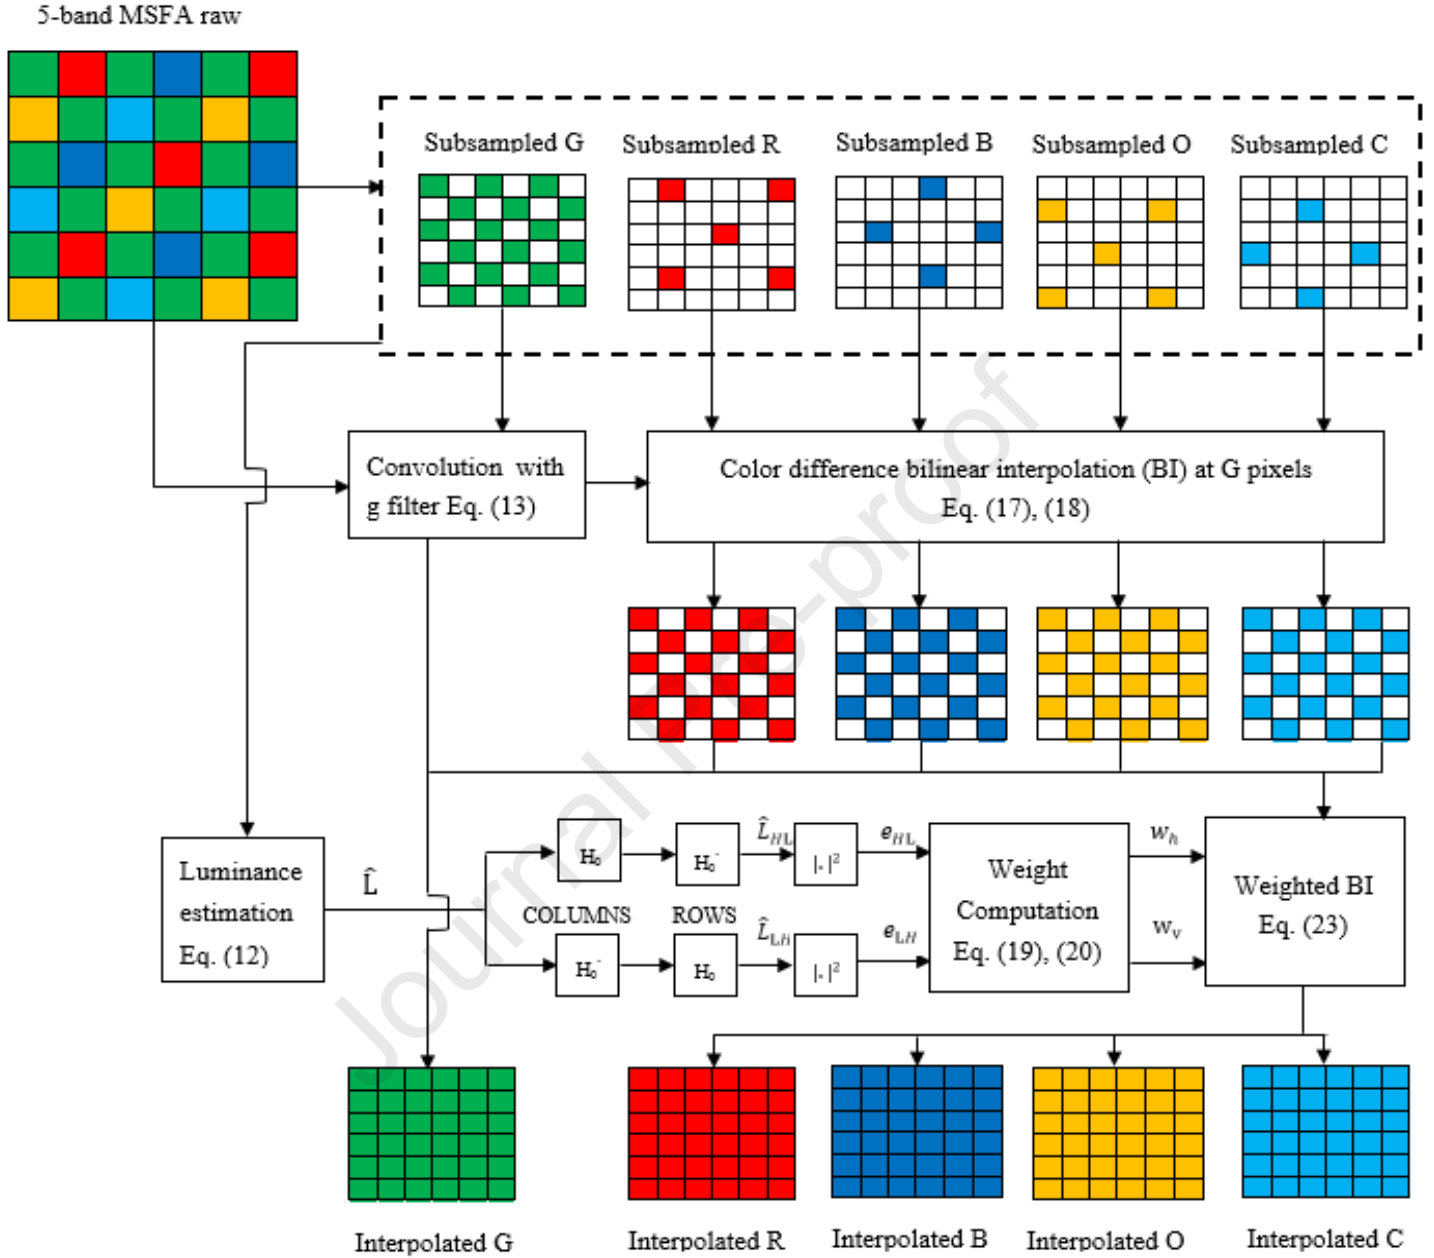 5-band MSFA raw
Subsampled G
Subsampled R
Subsampled B
Subsampled O
Subsampled C
Convolution with
g filter Eq. (13)
Color difference bilinear interpolation (BI) at G pixels
Eq. (17), (18)
Luminance
estimation
Eq. (12)
L̂
H₀
H₀⁻
L̂HL
|.|²
eHL
COLUMNS
ROWS
H₀⁻
H₀
L̂LH
|.|²
eLH
Weight
Computation
Eq. (19), (20)
wh
wv
Weighted BI
Eq. (23)
Interpolated G
Interpolated R
Interpolated B
Interpolated O
Interpolated C
Journal Pre-proof